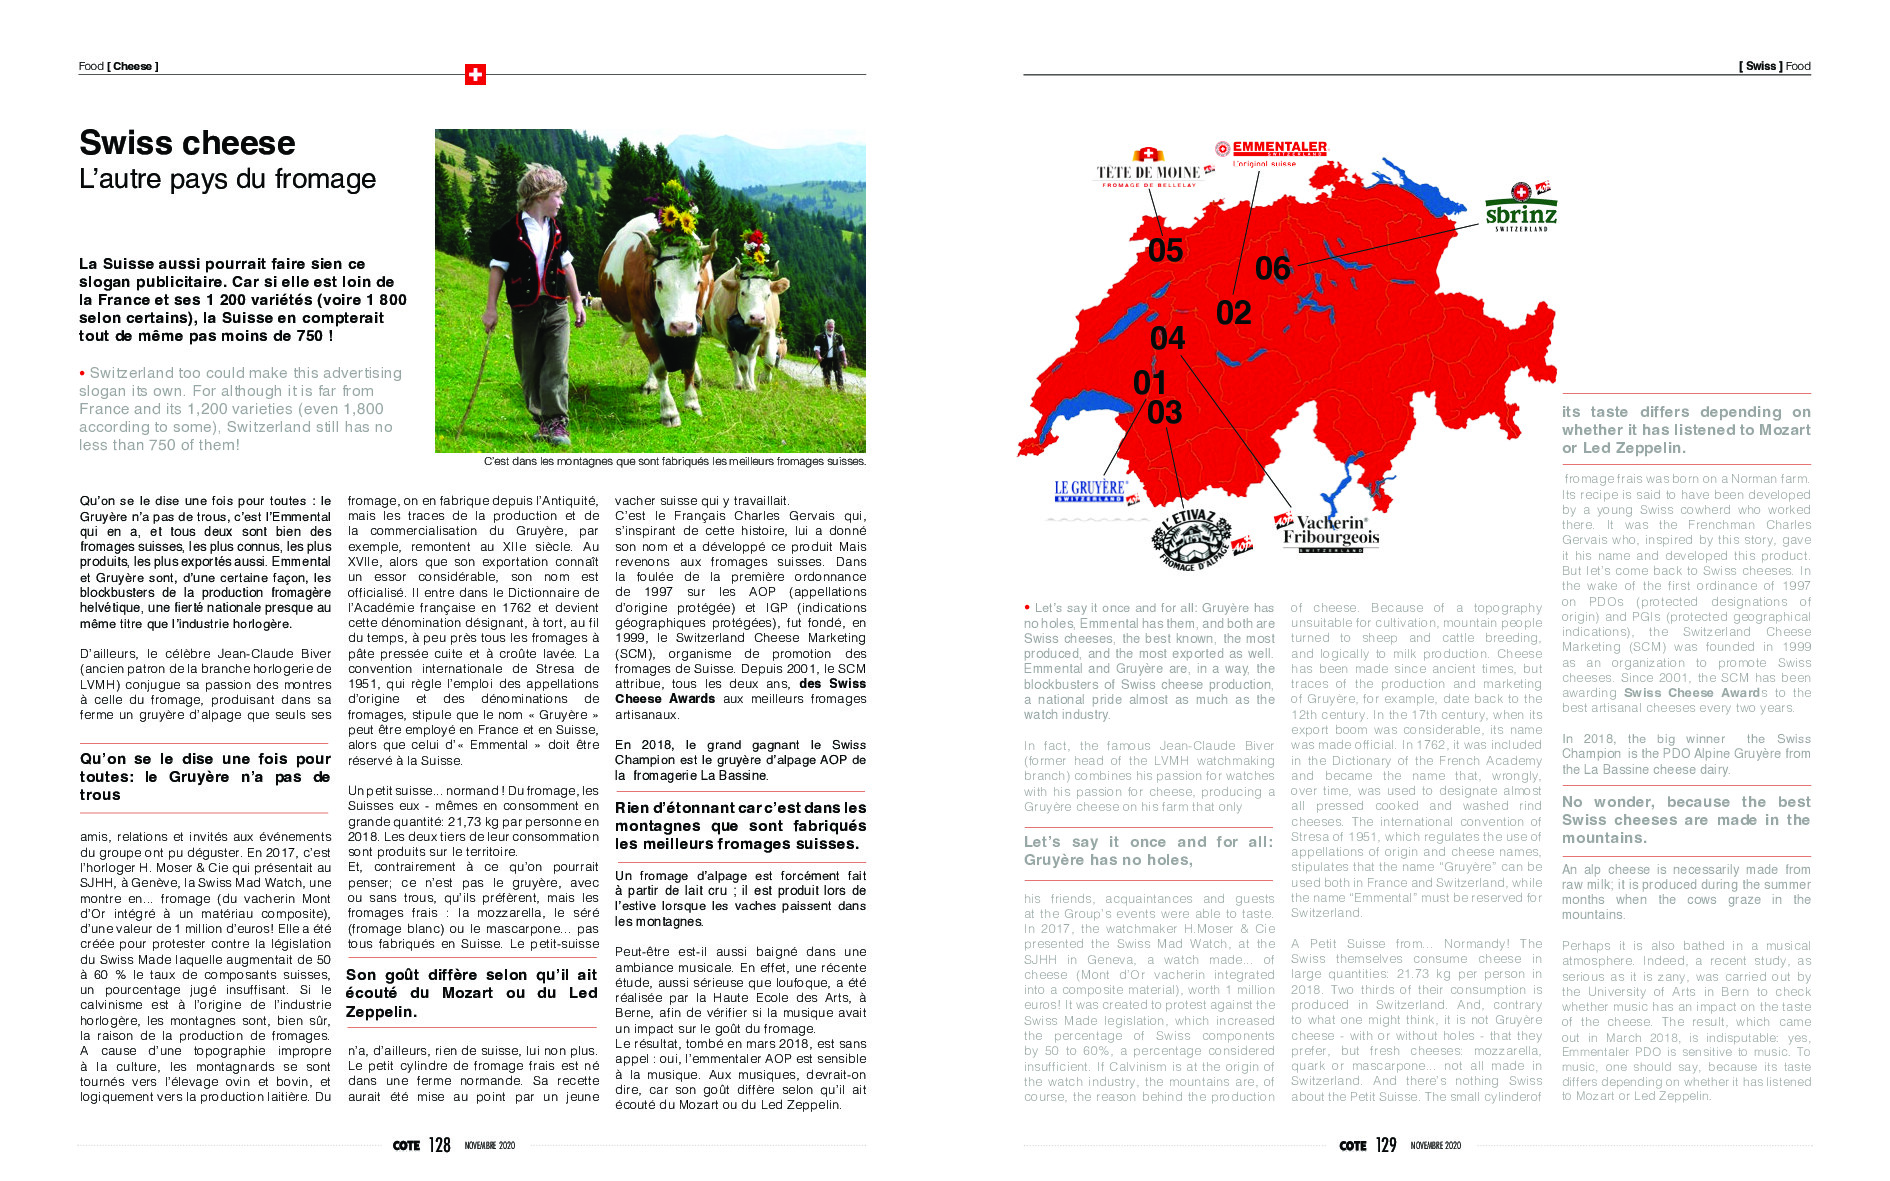 Food [ Cheese ]
Swiss cheese
L'autre pays du fromage
La Suisse aussi pourrait faire sien ce
slogan publicitaire. Car si elle est loin de
la France et ses 1 200 variétés (voire 1 800
selon certains), la Suisse en compterait
tout de même pas moins de 750 !
• Switzerland too could make this advertising
slogan its own. For although it is far from
France and its 1,200 varieties (even 1,800
according to some), Switzerland still has no
less than 750 of them!
C'est dans les montagnes que sont fabriqués les meilleurs fromages suisses.
Qu'on se le dise une fois pour toutes : le
Gruyère n'a pas de trous, c'est l'Emmental
qui en a, et tous deux sont bien des
fromages suisses, les plus connus, les plus
produits, les plus exportés aussi. Emmental
et Gruyère sont, d'une certaine façon, les
blockbusters de la production fromagère
helvétique, une fierté nationale presque au
même titre que l'industrie horlogère.
D'ailleurs, le célèbre Jean-Claude Biver
(ancien patron de la branche horlogerie de
LVMH) conjugue sa passion des montres
à celle du fromage, produisant dans sa
ferme un gruyère d'alpage que seuls ses
Qu'on se le dise une fois pour
toutes: le Gruyère n'a pas de
trous
amis, relations et invités aux événements
du groupe ont pu déguster. En 2017, c'est
l'horloger H. Moser & Cie qui présentait au
SJHH, à Genève, la Swiss Mad Watch, une
montre en... fromage (du vacherin Mont
d'Or intégré à un matériau composite),
d'une valeur de 1 million d'euros! Elle a été
créée pour protester contre la législation
du Swiss Made laquelle augmentait de 50
à 60 % le taux de composants suisses,
un pourcentage jugé insuffisant. Si le
calvinisme est à l'origine de l'industrie
horlogère, les montagnes sont, bien sûr,
la raison de la production de fromages.
A cause d'une topographie impropre
à la culture, les montagnards se sont
tournés vers l'élevage ovin et bovin, et
logiquement vers la production laitière. Du
fromage, on en fabrique depuis l'Antiquité,
mais les traces de la production et de
la commercialisation du Gruyère, par
exemple, remontent au XIIe siècle. Au
XVIIe, alors que son exportation connaît
un essor considérable, son nom est
officialisé. Il entre dans le Dictionnaire de
l'Académie française en 1762 et devient
cette dénomination désignant, à tort, au fil
du temps, à peu près tous les fromages à
pâte pressée cuite et à croûte lavée. La
convention internationale de Stresa de
1951, qui règle l'emploi des appellations
d'origine et des dénominations de
fromages, stipule que le nom « Gruyère »
peut être employé en France et en Suisse,
alors que celui d'« Emmental » doit être
réservé à la Suisse.
Un petit suisse... normand ! Du fromage, les
Suisses eux - mêmes en consomment en
grande quantité: 21,73 kg par personne en
2018. Les deux tiers de leur consommation
sont produits sur le territoire.
Et, contrairement à ce qu'on pourrait
penser; ce n'est pas le gruyère, avec
ou sans trous, qu'ils préfèrent, mais les
fromages frais : la mozzarella, le séré
(fromage blanc) ou le mascarpone... pas
tous fabriqués en Suisse. Le petit-suisse
Son goût diffère selon qu'il ait
écouté du Mozart ou du Led
Zeppelin.
n'a, d'ailleurs, rien de suisse, lui non plus.
Le petit cylindre de fromage frais est né
dans une ferme normande. Sa recette
aurait été mise au point par un jeune
vacher suisse qui y travaillait.
C'est le Français Charles Gervais qui,
s'inspirant de cette histoire, lui a donné
son nom et a développé ce produit Mais
revenons aux fromages suisses. Dans
la foulée de la première ordonnance
de 1997 sur les AOP (appellations
d'origine protégée) et IGP (indications
géographiques protégées), fut fondé, en
1999, le Switzerland Cheese Marketing
(SCM), organisme de promotion des
fromages de Suisse. Depuis 2001, le SCM
attribue, tous les deux ans, des Swiss
Cheese Awards aux meilleurs fromages
artisanaux.
En 2018, le grand gagnant le Swiss
Champion est le gruyère d'alpage AOP de
la fromagerie La Bassine.
Rien d'étonnant car c'est dans les
montagnes que sont fabriqués
les meilleurs fromages suisses.
Un fromage d'alpage est forcément fait
à partir de lait cru ; il est produit lors de
l'estive lorsque les vaches paissent dans
les montagnes.
Peut-être est-il aussi baigné dans une
ambiance musicale. En effet, une récente
étude, aussi sérieuse que loufoque, a été
réalisée par la Haute Ecole des Arts, à
Berne, afin de vérifier si la musique avait
un impact sur le goût du fromage.
Le résultat, tombé en mars 2018, est sans
appel : oui, l'emmentaler AOP est sensible
à la musique. Aux musiques, devrait-on
dire, car son goût diffère selon qu'il ait
écouté du Mozart ou du Led Zeppelin.
COTE 128 NOVEMBRE 2020
[ Swiss ] Food
TÊTE DE MOINE
FROMAGE DE BELLELAY
EMMENTALER
SWITZERLAND
L'original suisse
sbrinz
SWITZERLAND
05
06
02
04
01
03
LE GRUYÈRE
SWITZERLAND
L'ETIVAZ
FROMAGE D'ALPAGE
Vacherin
Fribourgeois
SWITZERLAND
• Let's say it once and for all: Gruyère has
no holes, Emmental has them, and both are
Swiss cheeses, the best known, the most
produced, and the most exported as well.
Emmental and Gruyère are, in a way, the
blockbusters of Swiss cheese production,
a national pride almost as much as the
watch industry.
In fact, the famous Jean-Claude Biver
(former head of the LVMH watchmaking
branch) combines his passion for watches
with his passion for cheese, producing a
Gruyère cheese on his farm that only
Let's say it once and for all:
Gruyère has no holes,
his friends, acquaintances and guests
at the Group's events were able to taste.
In 2017, the watchmaker H.Moser & Cie
presented the Swiss Mad Watch, at the
SJHH in Geneva, a watch made... of
cheese (Mont d'Or vacherin integrated
into a composite material), worth 1 million
euros! It was created to protest against the
Swiss Made legislation, which increased
the percentage of Swiss components
by 50 to 60%, a percentage considered
insufficient. If Calvinism is at the origin of
the watch industry, the mountains are, of
course, the reason behind the production
of cheese. Because of a topography
unsuitable for cultivation, mountain people
turned to sheep and cattle breeding,
and logically to milk production. Cheese
has been made since ancient times, but
traces of the production and marketing
of Gruyère, for example, date back to the
12th century. In the 17th century, when its
export boom was considerable, its name
was made official. In 1762, it was included
in the Dictionary of the French Academy
and became the name that, wrongly,
over time, was used to designate almost
all pressed cooked and washed rind
cheeses. The international convention of
Stresa of 1951, which regulates the use of
appellations of origin and cheese names,
stipulates that the name "Gruyère" can be
used both in France and Switzerland, while
the name "Emmental" must be reserved for
Switzerland.
A Petit Suisse from... Normandy! The
Swiss themselves consume cheese in
large quantities: 21.73 kg per person in
2018. Two thirds of their consumption is
produced in Switzerland. And, contrary
to what one might think, it is not Gruyère
cheese - with or without holes - that they
prefer, but fresh cheeses: mozzarella,
quark or mascarpone... not all made in
Switzerland. And there's nothing Swiss
about the Petit Suisse. The small cylinderof
its taste differs depending on
whether it has listened to Mozart
or Led Zeppelin.
fromage frais was born on a Norman farm.
Its recipe is said to have been developed
by a young Swiss cowherd who worked
there. It was the Frenchman Charles
Gervais who, inspired by this story, gave
it his name and developed this product.
But let's come back to Swiss cheeses. In
the wake of the first ordinance of 1997
on PDOs (protected designations of
origin) and PGIs (protected geographical
indications), the Switzerland Cheese
Marketing (SCM) was founded in 1999
as an organization to promote Swiss
cheeses. Since 2001, the SCM has been
awarding Swiss Cheese Awards to the
best artisanal cheeses every two years.
In 2018, the big winner the Swiss
Champion is the PDO Alpine Gruyère from
the La Bassine cheese dairy.
No wonder, because the best
Swiss cheeses are made in the
mountains.
An alp cheese is necessarily made from
raw milk; it is produced during the summer
months when the cows graze in the
mountains.
Perhaps it is also bathed in a musical
atmosphere. Indeed, a recent study, as
serious as it is zany, was carried out by
the University of Arts in Bern to check
whether music has an impact on the taste
of the cheese. The result, which came
out in March 2018, is indisputable: yes,
Emmentaler PDO is sensitive to music. To
music, one should say, because its taste
differs depending on whether it has listened
to Mozart or Led Zeppelin.
COTE 129 NOVEMBRE 2020